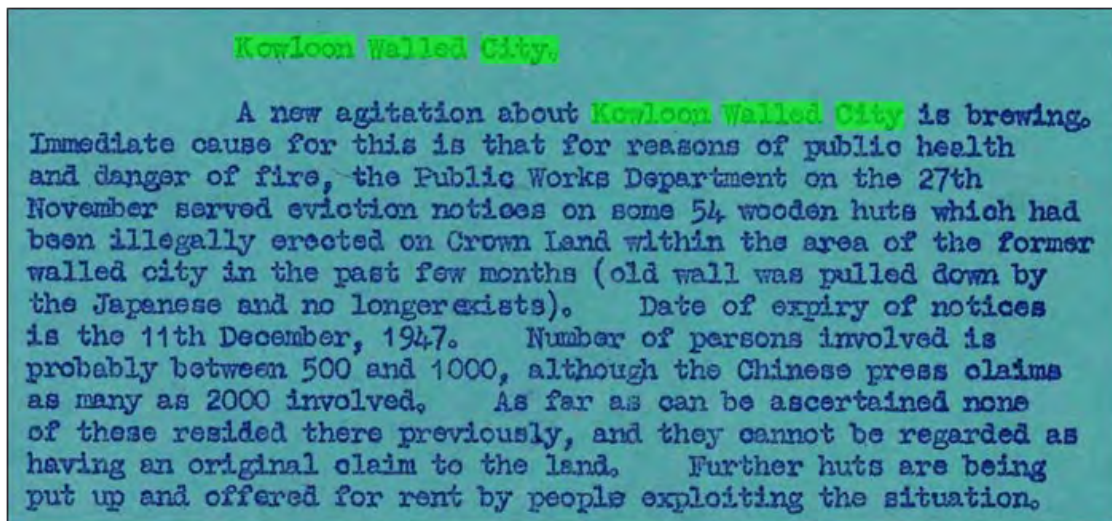 Kowloon Walled City.
A new agitation about Kowloon Walled City is brewing.
Immediate cause for this is that for reasons of public health
and danger of fire, the Public Works Department on the 27th
November served eviction notices on some 54 wooden huts which had
been illegally erected on Crown Land within the area of the former
walled city in the past few months (old wall was pulled down by
the Japanese and no longer exists). Date of expiry of notices
is the 11th December, 1947. Number of persons involved is
probably between 500 and 1000, although the Chinese press claims
as many as 2000 involved. As far as can be ascertained none
of these resided there previously, and they cannot be regarded as
having an original claim to the land. Further huts are being
put up and offered for rent by people exploiting the situation.